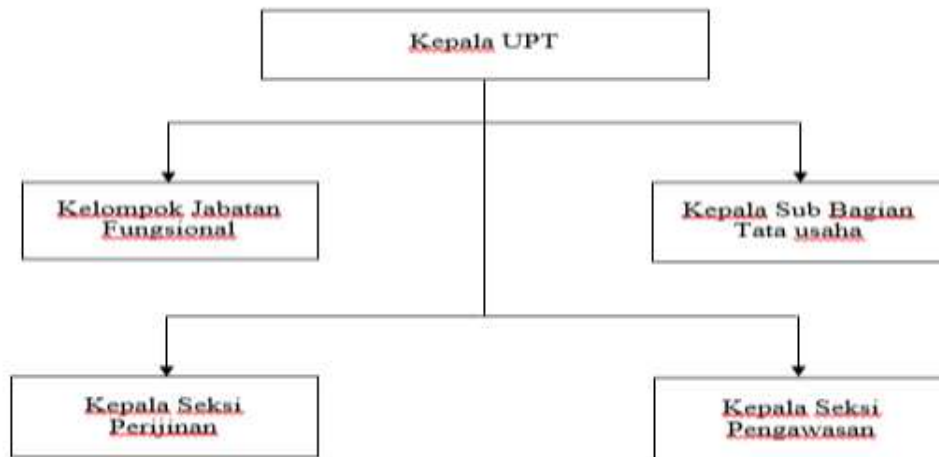 Kepala UPT
Kelompok Jabatan
Fungsional
Kepala Sub Bagian
Tata usaha
Kepala Seksi
Perijinan
Kepala Seksi
Pengawasan